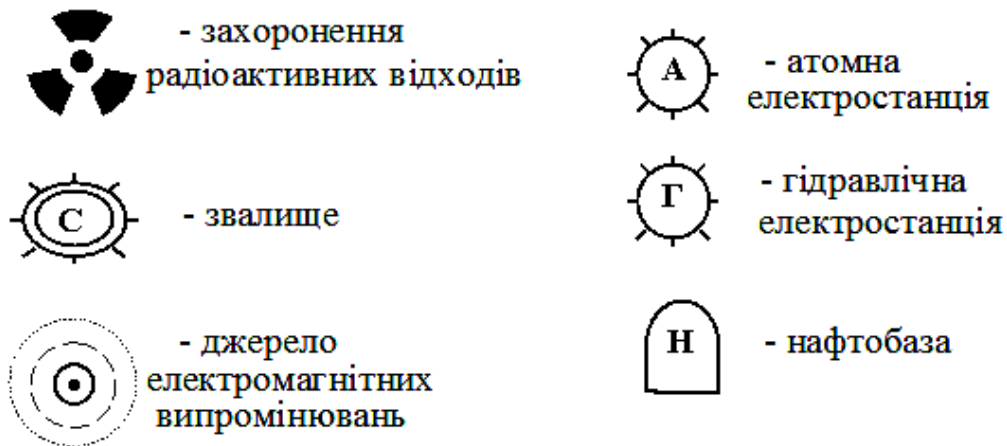 - захоронення
радіоактивних відходів
С
- звалище
- джерело
електромагнітних
випромінювань
А
- атомна
електростанція
Г
- гідравлічна
електростанція
Н
- нафтобаза